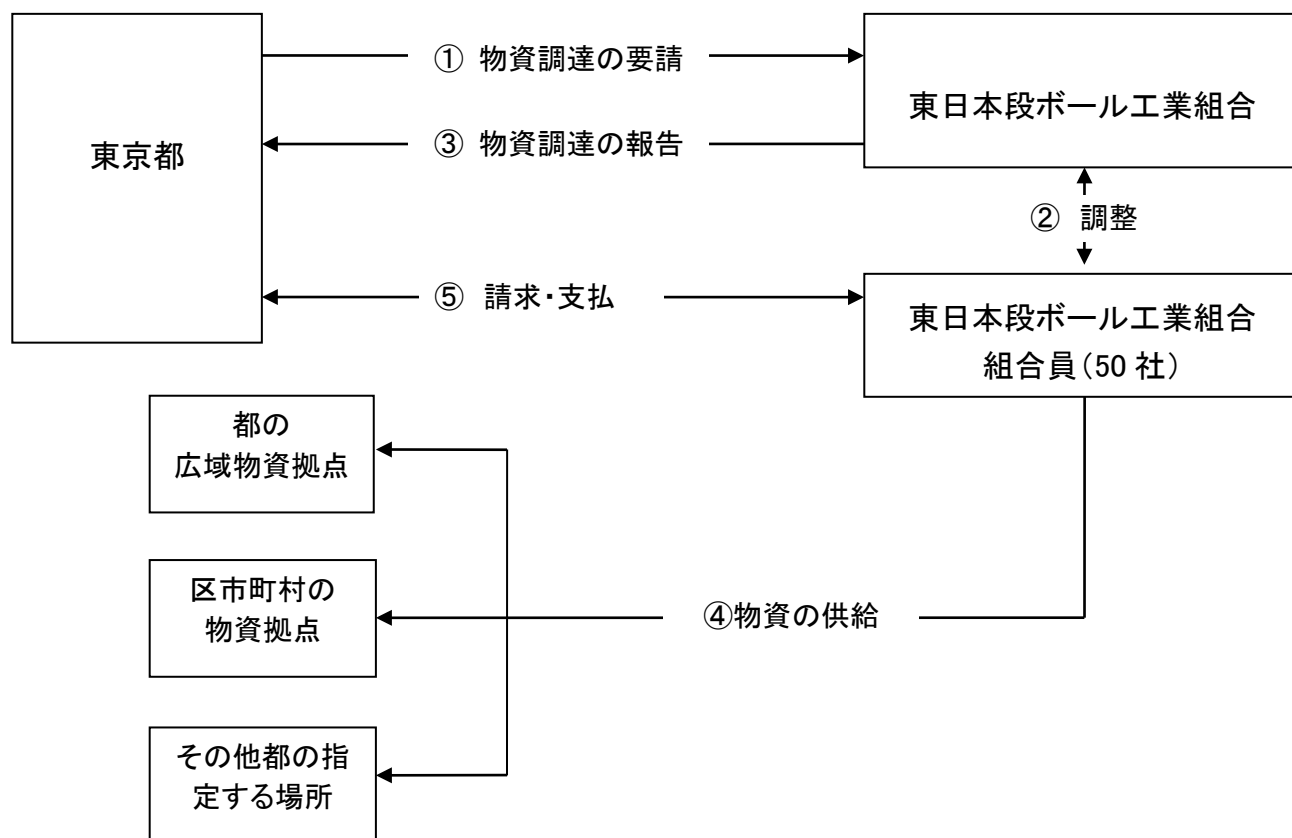 ① 物資調達の要請
東日本段ボール工業組合
東京都
③ 物資調達の報告
② 調整
⑤ 請求・支払
東日本段ボール工業組合
組合員(50 社)
都の
広域物資拠点
区市町村の
物資拠点
④物資の供給
その他都の指
定する場所